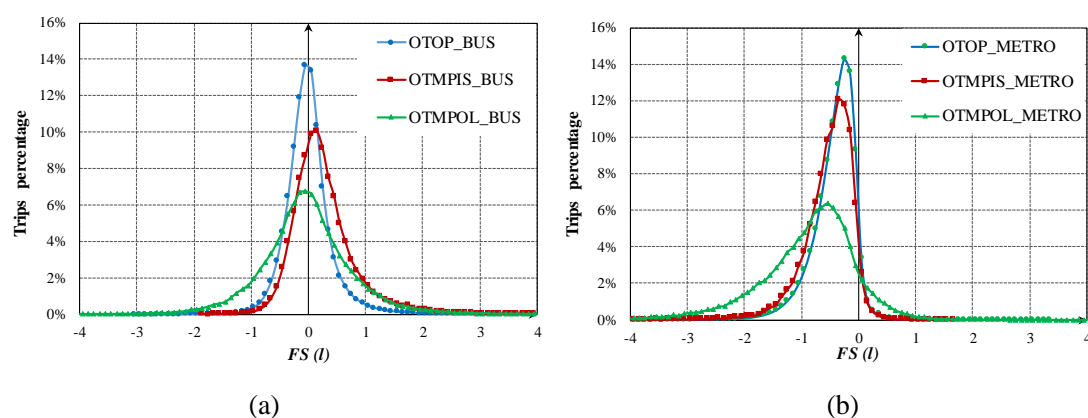 16%
14%
12%
10%
8%
6%
4%
2%
0%
Trips percentage
-4 -3 -2 -1 0 1 2 3 4
FS (l)
OTOP_BUS
OTMPIS_BUS
OTMPOL_BUS
(a)
16%
14%
12%
10%
8%
6%
4%
2%
0%
Trips percentage
-4 -3 -2 -1 0 1 2 3 4
FS (l)
OTOP_METRO
OTMPIS_METRO
OTMPOL_METRO
(b)